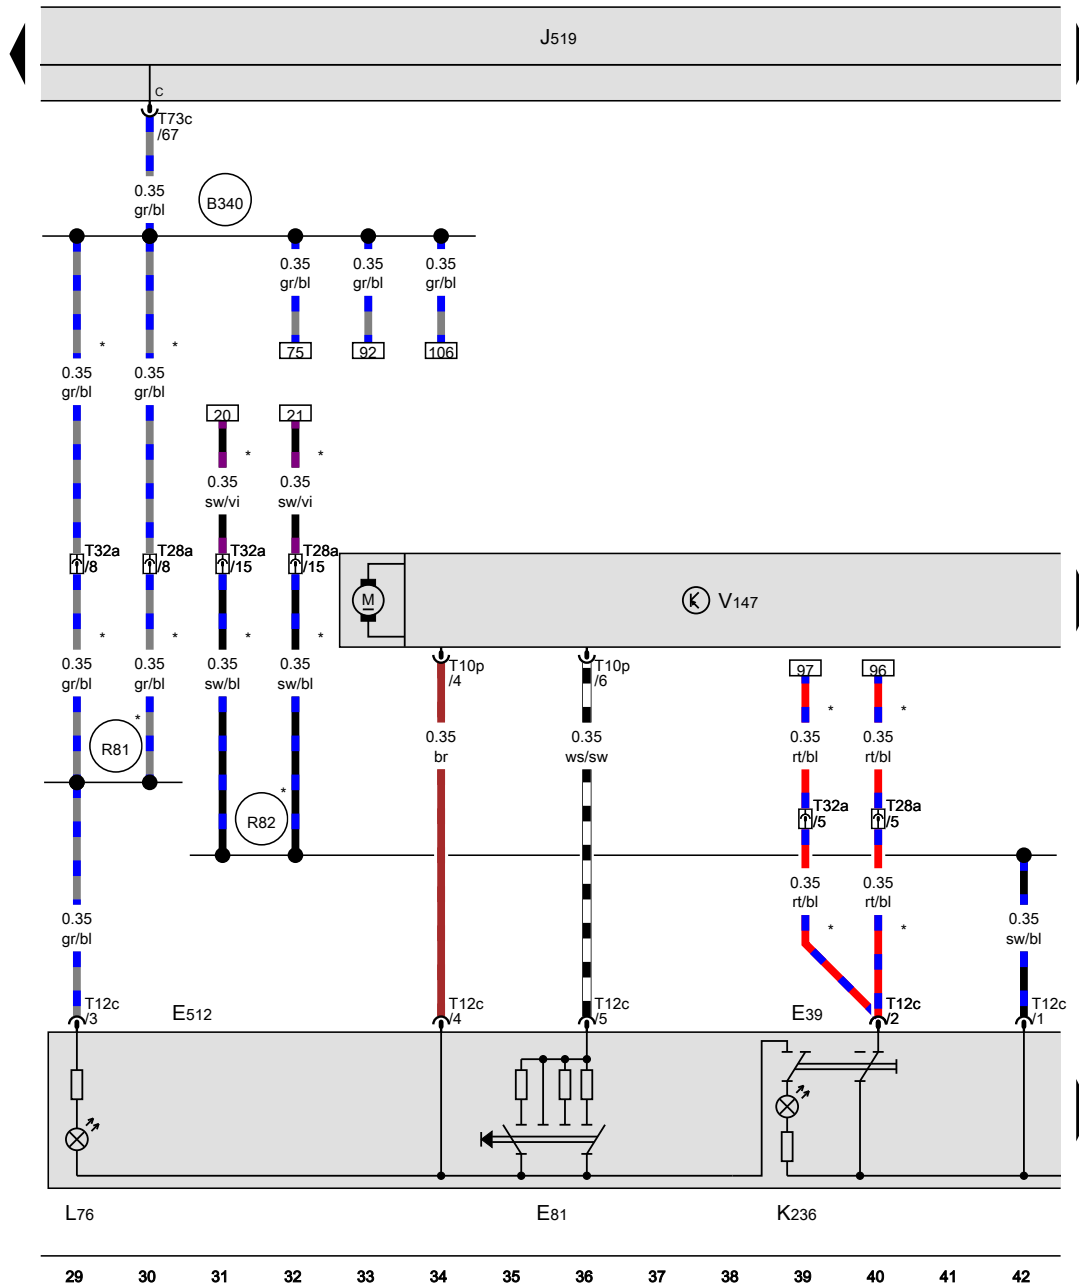 J519
c
T73c
/67
0.35
gr/bl
B340
0.35 0.35 0.35
gr/bl gr/bl gr/bl
75 92 106
* *
0.35 0.35
gr/bl gr/bl
20 21
* *
0.35 0.35
sw/vi sw/vi
T32a T28a T32a T28a
/8 /8 /15 /15
M
V147
* * * *
0.35 0.35 0.35 0.35
gr/bl gr/bl sw/bl sw/bl
T10p T10p
/4 /6
97 96
* *
R81 *
0.35 0.35 0.35 0.35
br ws/sw rt/bl rt/bl
R82 *
T32a T28a
/5 /5
0.35 0.35
rt/bl rt/bl
0.35 0.35
gr/bl sw/bl
* *
T12c T12c T12c T12c T12c
/3 /4 /5 /2 /1
E512 E39
L76 E81 K236
29 30 31 32 33 34 35 36 37 38 39 40 41 42